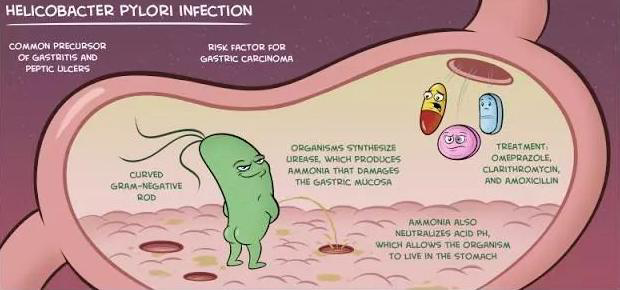 HELICOBACTER PYLORI INFECTION
COMMON PRECURSOR
OF GASTRITIS AND
PEPTIC ULCERS
RISK FACTOR FOR
GASTRIC CARCINOMA
CURVED
GRAM-NEGATIVE
ROD
ORGANISMS SYNTHESIZE
UREASE, WHICH PRODUCES
AMMONIA THAT DAMAGES
THE GASTRIC MUCOSA
TREATMENT:
OMEPRAZOLE,
CLARITHROMYCIN,
AND AMOXICILLIN
AMMONIA ALSO
NEUTRALIZES ACID PH,
WHICH ALLOWS THE ORGANISM
TO LIVE IN THE STOMACH